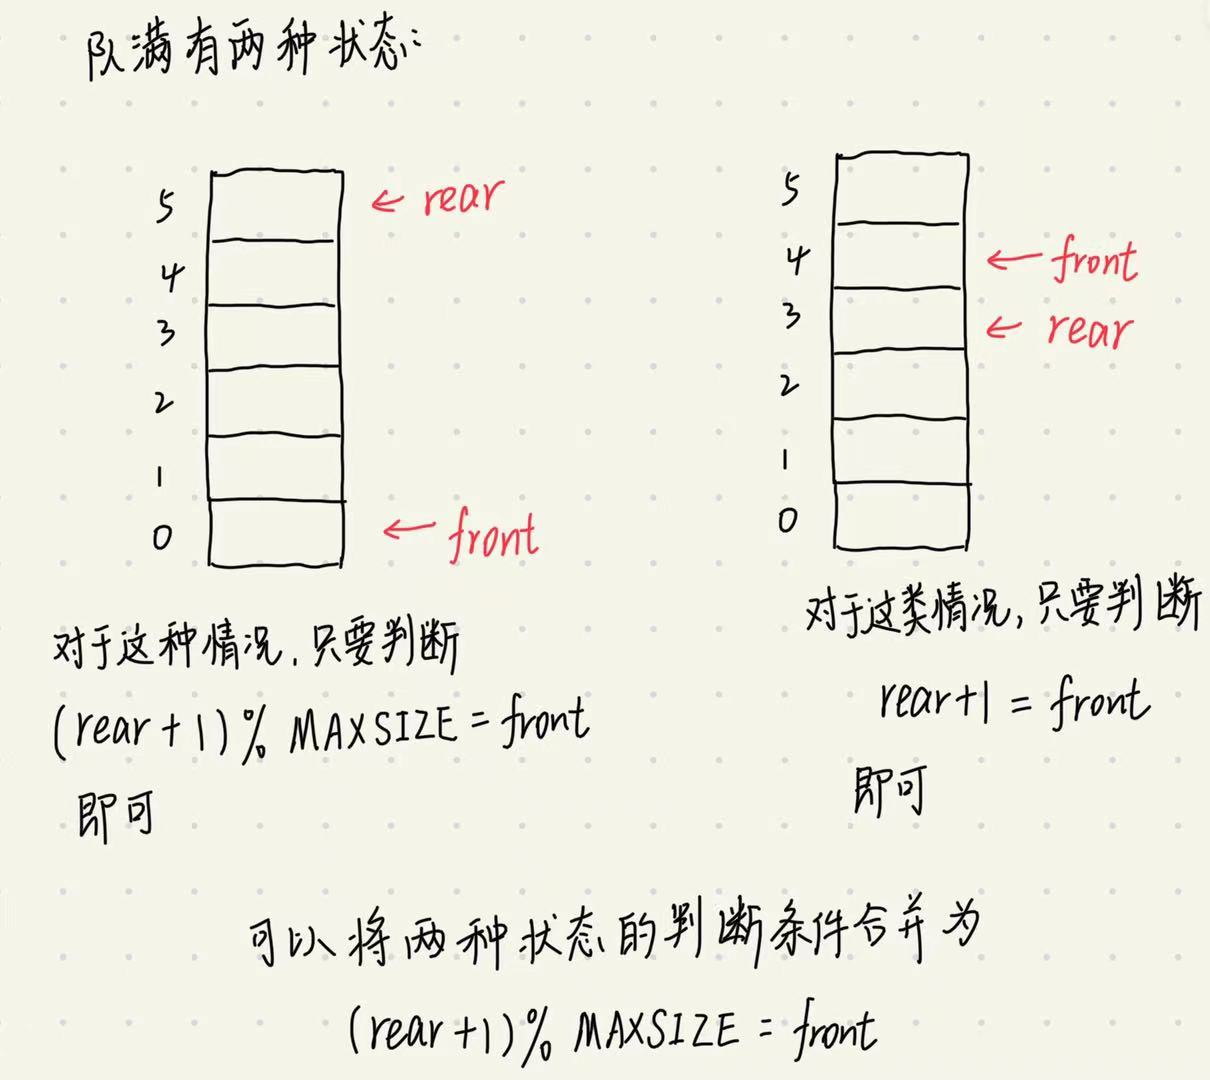 队满有两种状态:
5
← rear
4
3
2
1
0
← front
5
4
← front
3
← rear
2
1
0
对于这种情况,只要判断
(rear+1)% MAXSIZE = front
即可
对于这类情况,只要判断
rear+1 = front
即可
可以将两种状态的判断条件合并为
(rear+1)% MAXSIZE = front